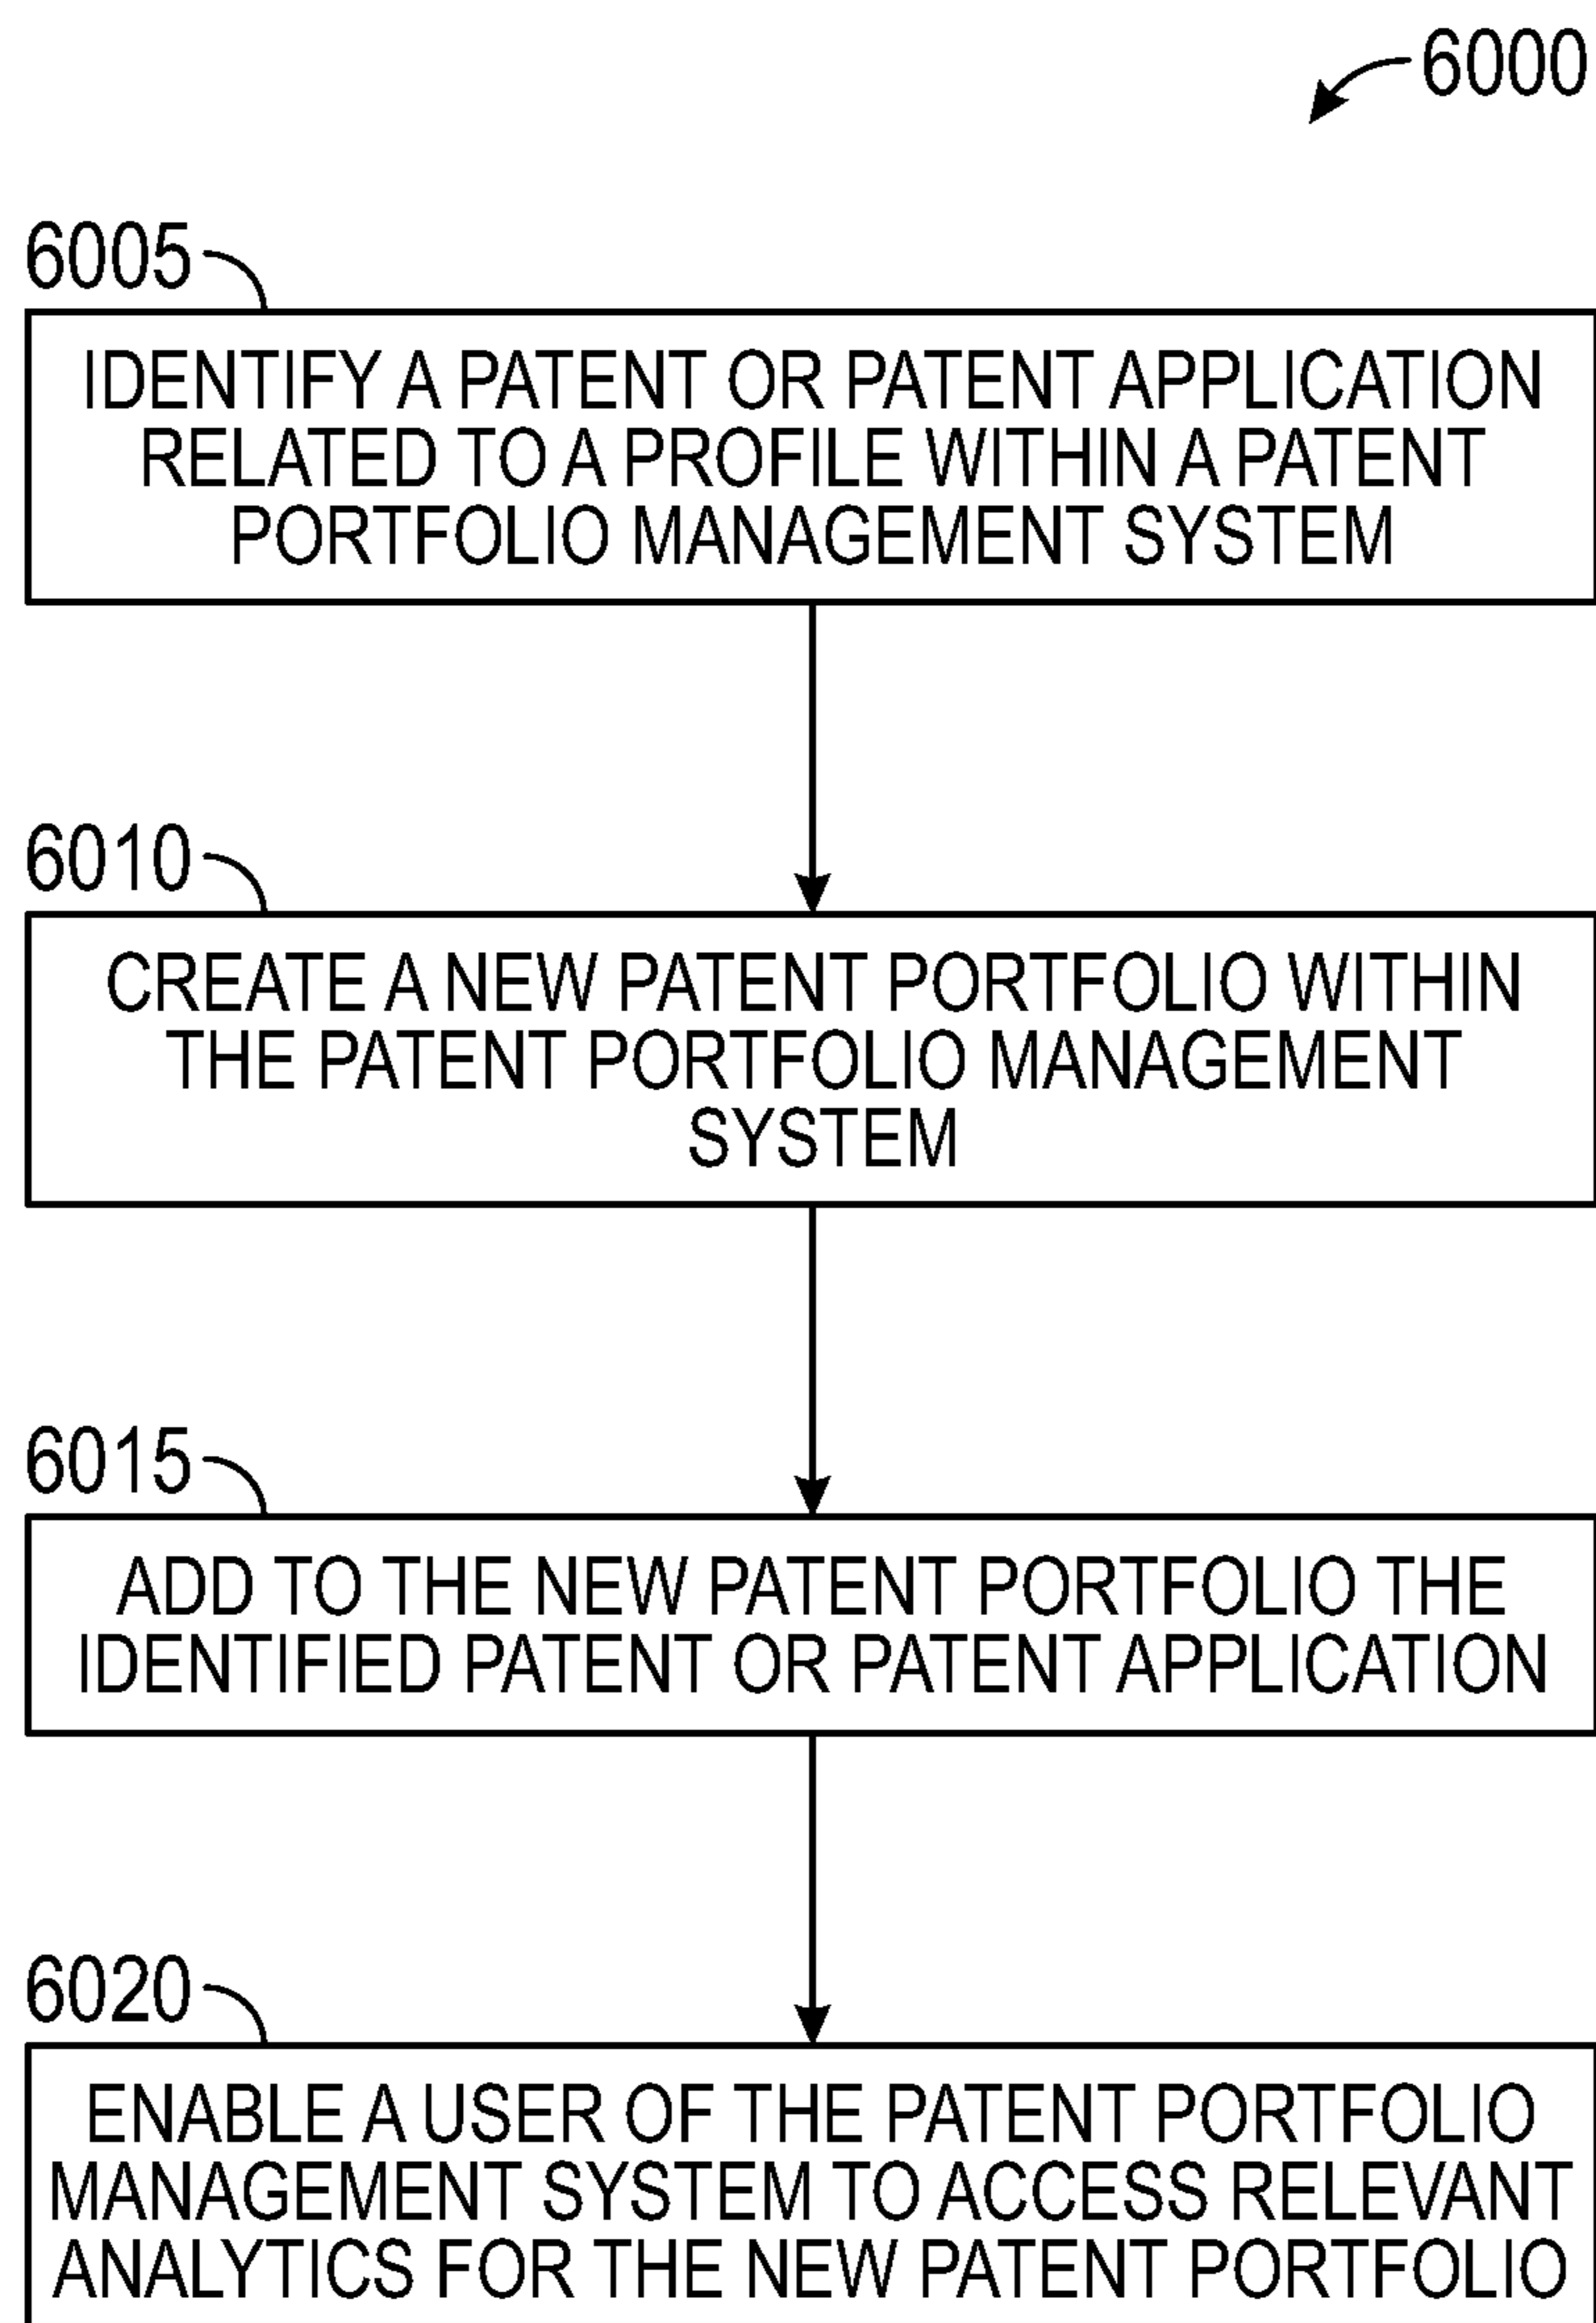 6000
6005
IDENTIFY A PATENT OR PATENT APPLICATION
RELATED TO A PROFILE WITHIN A PATENT
PORTFOLIO MANAGEMENT SYSTEM
6010
CREATE A NEW PATENT PORTFOLIO WITHIN
THE PATENT PORTFOLIO MANAGEMENT
SYSTEM
6015
ADD TO THE NEW PATENT PORTFOLIO THE
IDENTIFIED PATENT OR PATENT APPLICATION
6020
ENABLE A USER OF THE PATENT PORTFOLIO
MANAGEMENT SYSTEM TO ACCESS RELEVANT
ANALYTICS FOR THE NEW PATENT PORTFOLIO